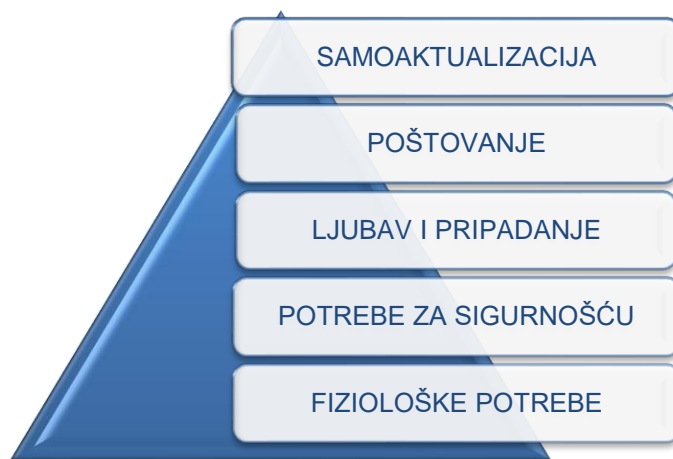 SAMOAKTUALIZACIJA
POŠTOVANJE
LJUBAV I PRIPADANJE
POTREBE ZA SIGURNOŠĆU
FIZIOLOŠKE POTREBE